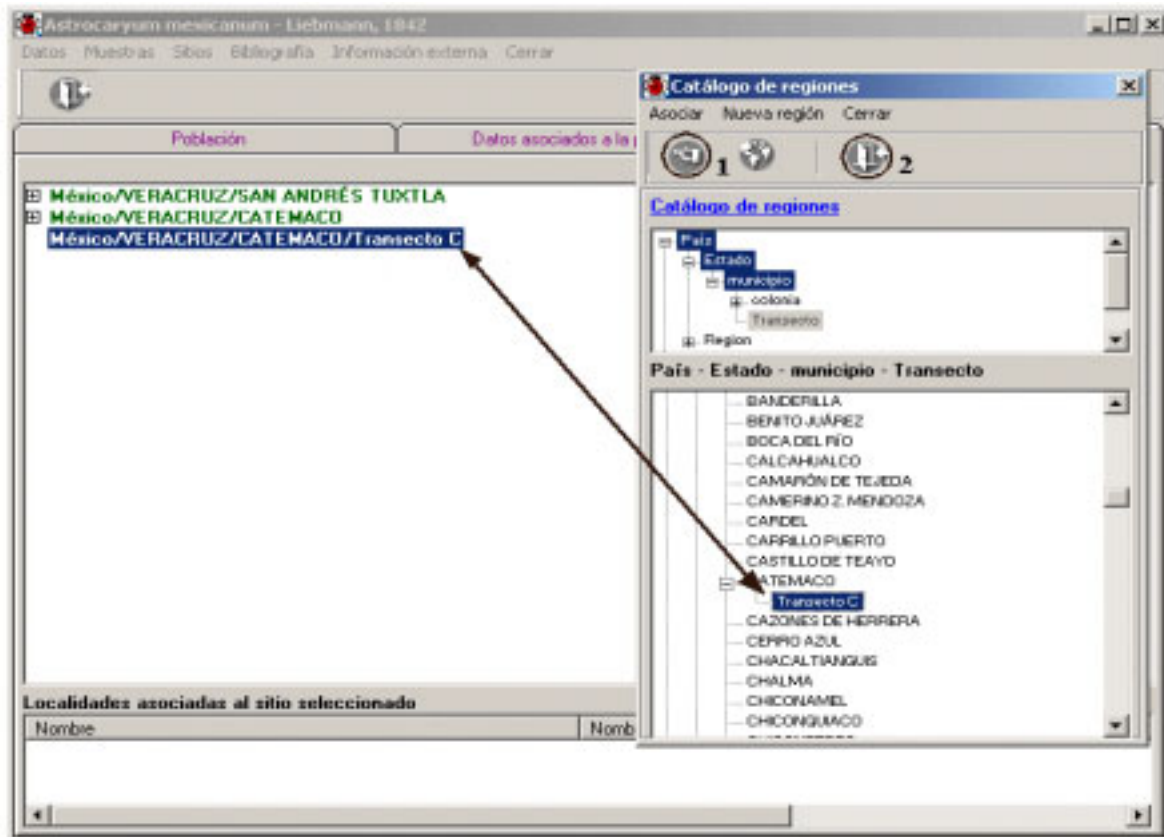 Astrocaryum mexicanum - Liebmann, 1842
Datos Muestras Sitios Bibliografía Información externa Cerrar
Población
Datos asociados a la
México/VERACRUZ/SAN ANDRÉS TUXTLA
México/VERACRUZ/CATEMACO
México/VERACRUZ/CATEMACO/Transecto C
Localidades asociadas al sitio seleccionado
Nombre
Nomb
Catálogo de regiones
Asociar Nueva región Cerrar
1 2
Catálogo de regiones
País
Estado
municipio
colonia
Transecto
Region
País - Estado - municipio - Transecto
BANDERILLA
BENITO JUÁREZ
BOCA DEL RÍO
CALCAHUALCO
CAMARÓN DE TEJEDA
CAMERINO Z. MENDOZA
CARDEL
CARRILLO PUERTO
CASTILLO DE TEAYO
CATEMACO
Transecto C
CAZONES DE HERRERA
CERRO AZUL
CHACALTIANGUIS
CHALMA
CHICONAMEL
CHICONQUIACO